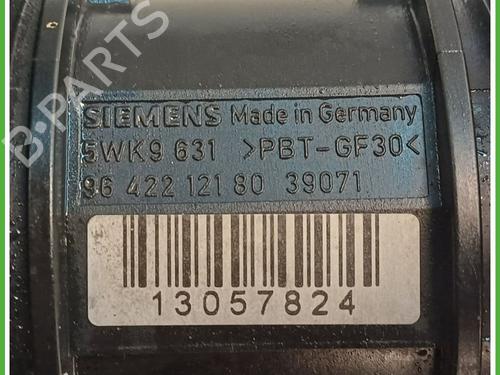 B-PARTS
SIEMENS Made in Germany
5WK9 631 >PBT-GF30<
96 422 121 80 39071
13057824